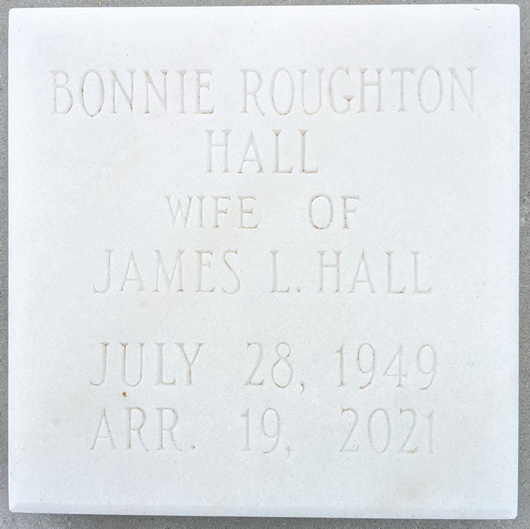 BONNIE ROUGHTON
HALL
WIFE OF
JAMES L. HALL
JULY 28, 1949
ARR. 19, 2021